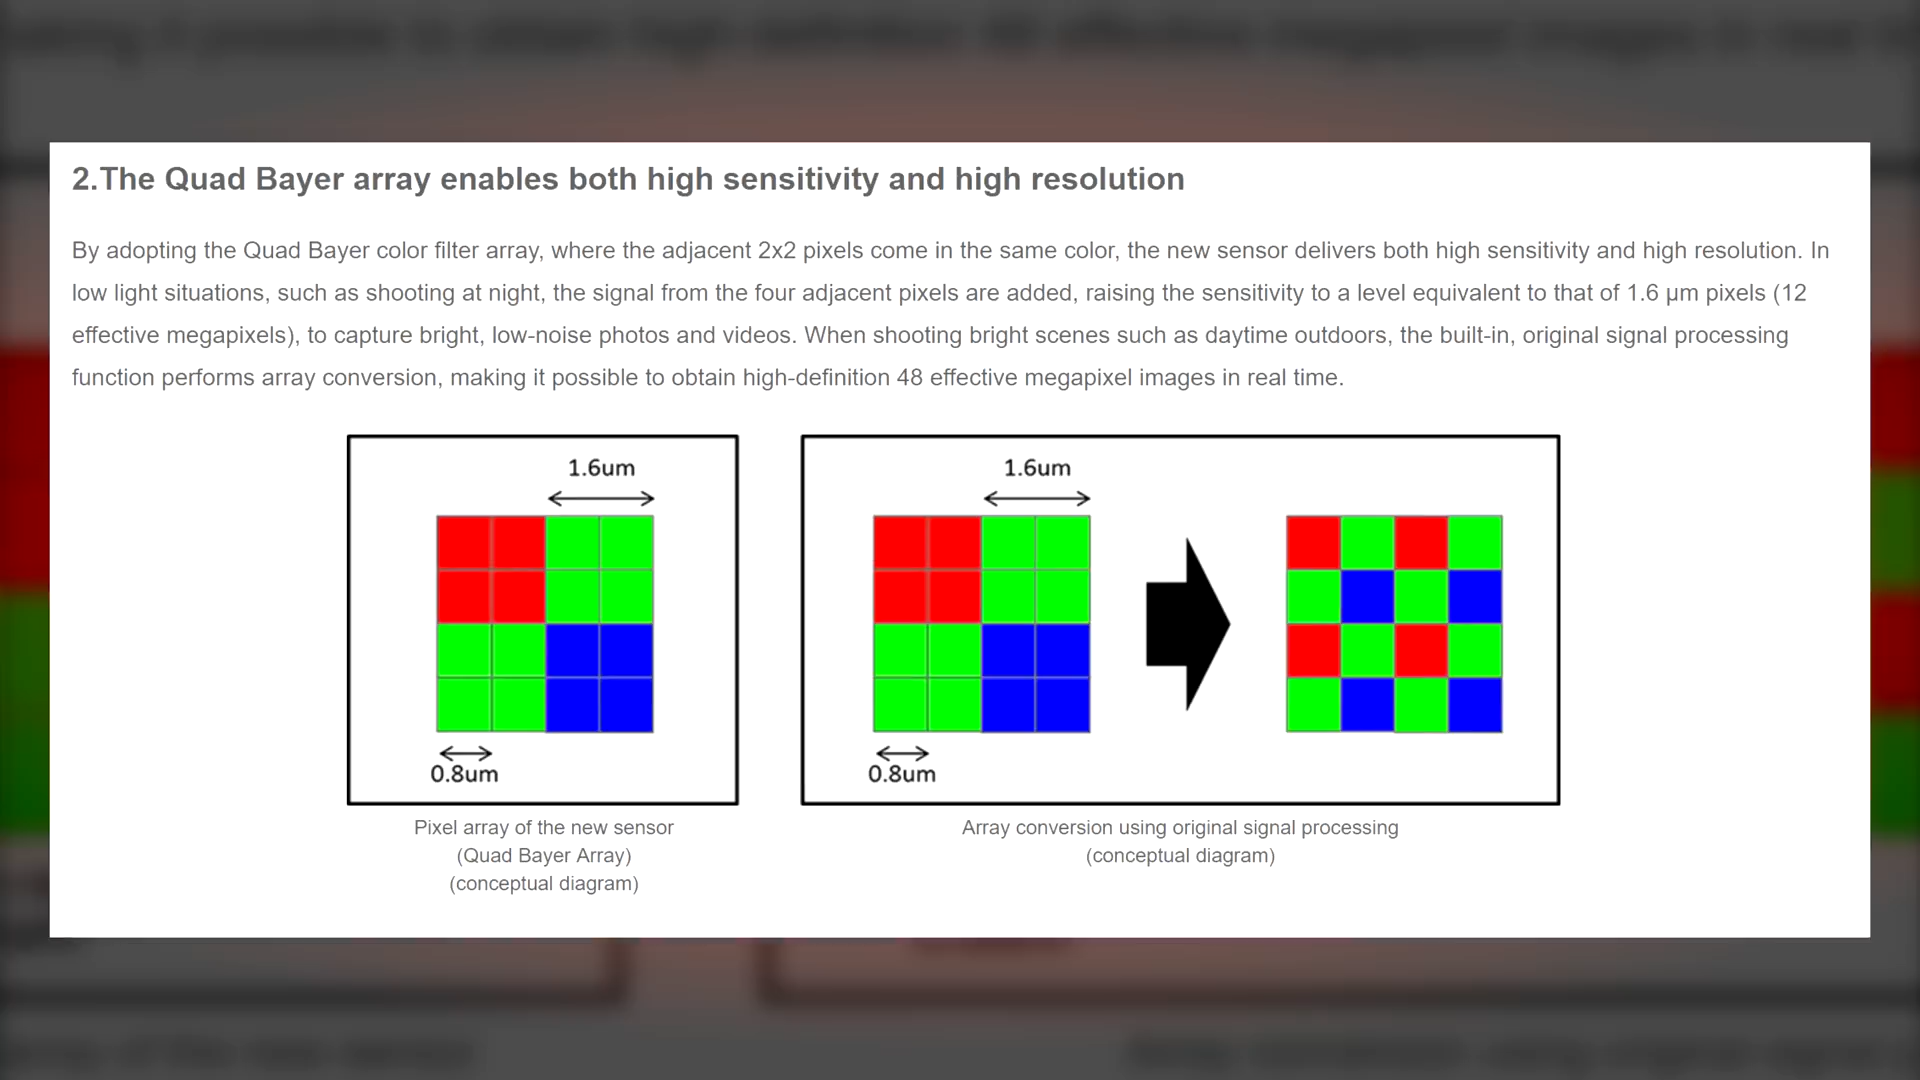 2.The Quad Bayer array enables both high sensitivity and high resolution
By adopting the Quad Bayer color filter array, where the adjacent 2x2 pixels come in the same color, the new sensor delivers both high sensitivity and high resolution. In
low light situations, such as shooting at night, the signal from the four adjacent pixels are added, raising the sensitivity to a level equivalent to that of 1.6 μm pixels (12
effective megapixels), to capture bright, low-noise photos and videos. When shooting bright scenes such as daytime outdoors, the built-in, original signal processing
function performs array conversion, making it possible to obtain high-definition 48 effective megapixel images in real time.
1.6um
0.8um
Pixel array of the new sensor
(Quad Bayer Array)
(conceptual diagram)
1.6um
0.8um
Array conversion using original signal processing
(conceptual diagram)